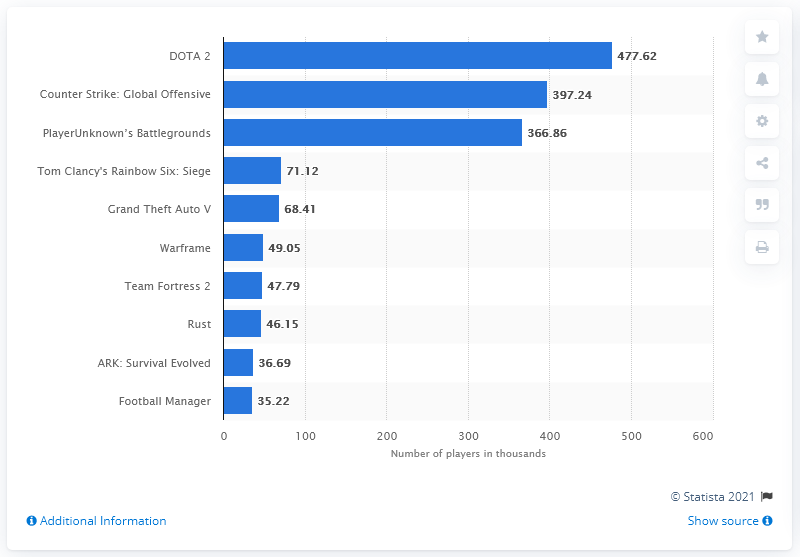 DOTA 2 477.62
Counter Strike: Global Offensive 397.24
PlayerUnknown's Battlegrounds 366.86
Tom Clancy's Rainbow Six: Siege 71.12
Grand Theft Auto V 68.41
Warframe 49.05
Team Fortress 2 47.79
Rust 46.15
ARK: Survival Evolved 36.69
Football Manager 35.22
0 100 200 300 400 500 600
Number of players in thousands
© Statista 2021
Additional Information Show source